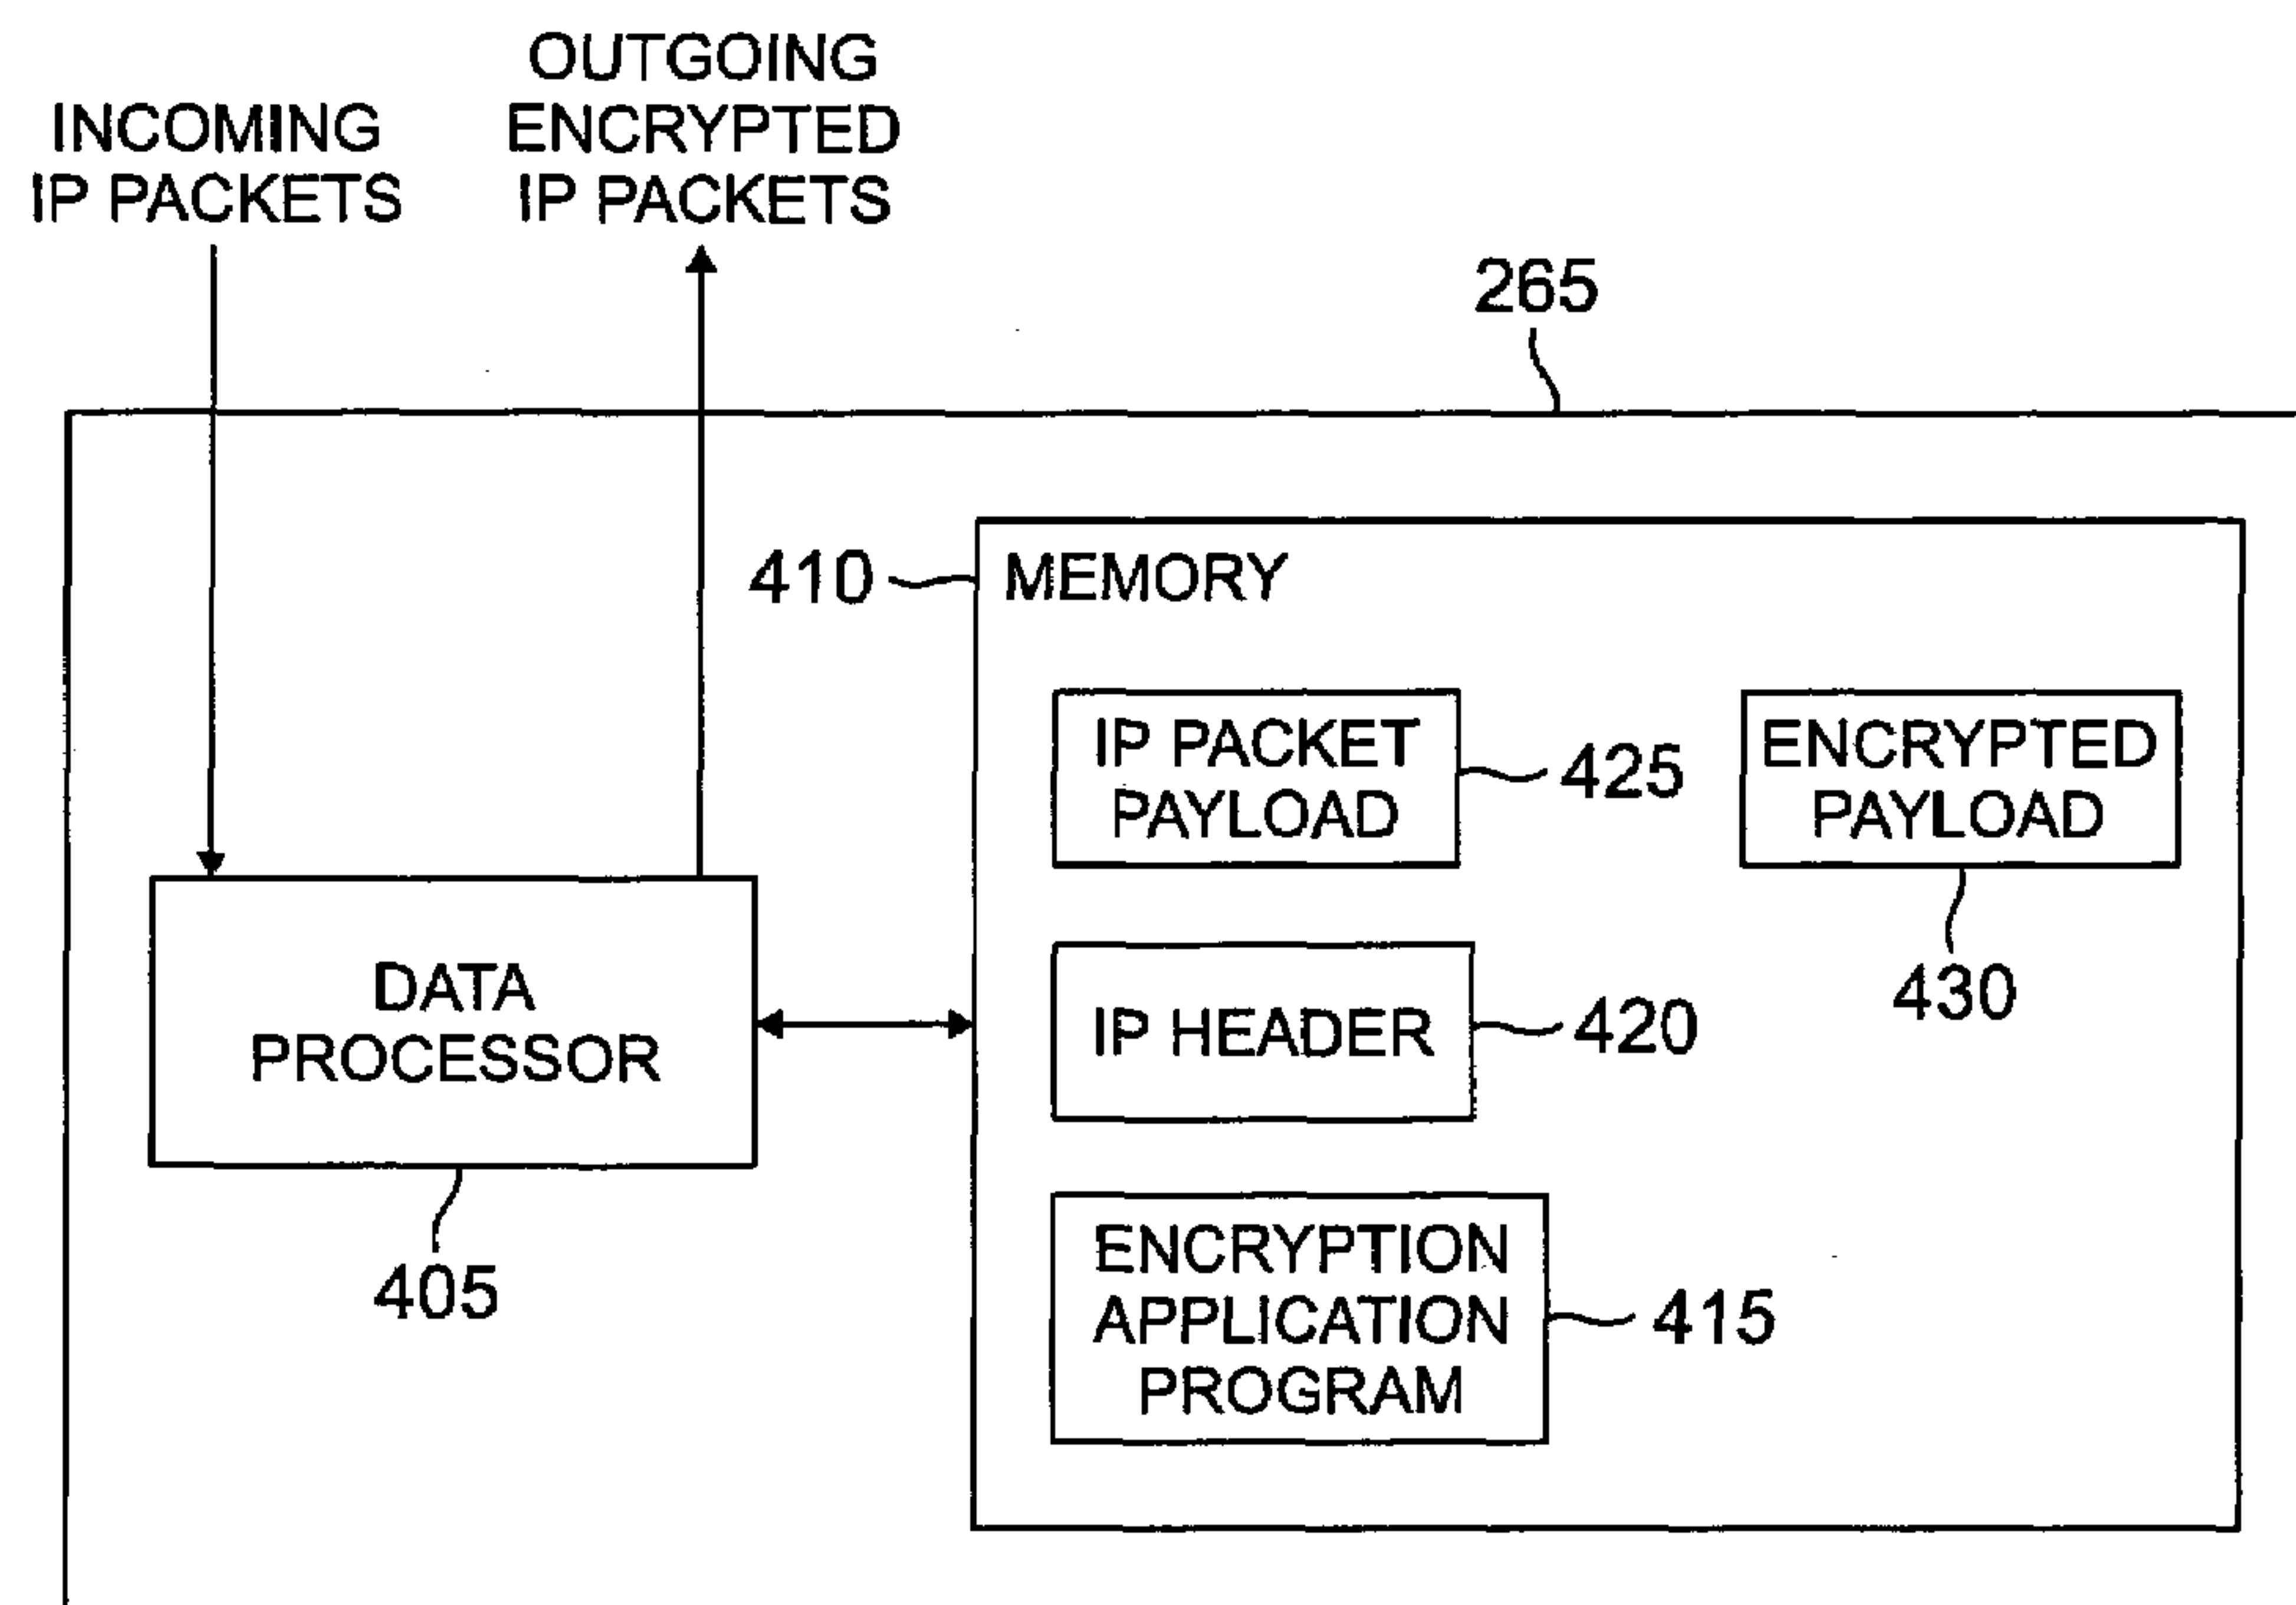 OUTGOING
ENCRYPTED
IP PACKETS
INCOMING
IP PACKETS
265
410
MEMORY
IP PACKET
PAYLOAD
425
ENCRYPTED
PAYLOAD
430
DATA
PROCESSOR
405
IP HEADER
420
ENCRYPTION
APPLICATION
PROGRAM
415